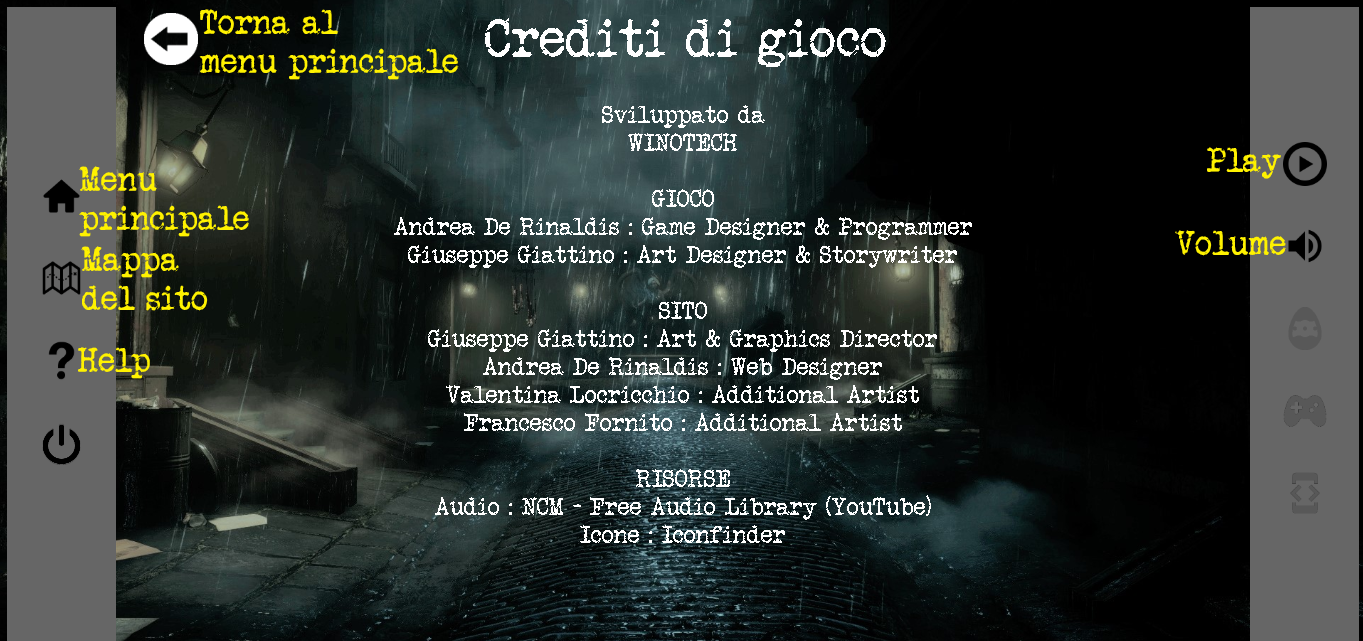 Torna al
menu principale
Crediti di gioco
Sviluppato da
WINOTECH
Menu
principale
Mappa
del sito
Help
Play
Volume
GIOCO
Andrea De Rinaldis : Game Designer & Programmer
Giuseppe Giattino : Art Designer & Storywriter
SITO
Giuseppe Giattino : Art & Graphics Director
Andrea De Rinaldis : Web Designer
Valentina Locricchio : Additional Artist
Francesco Fornito : Additional Artist
RISORSE
Audio : NCM - Free Audio Library (YouTube)
Icone : Iconfinder